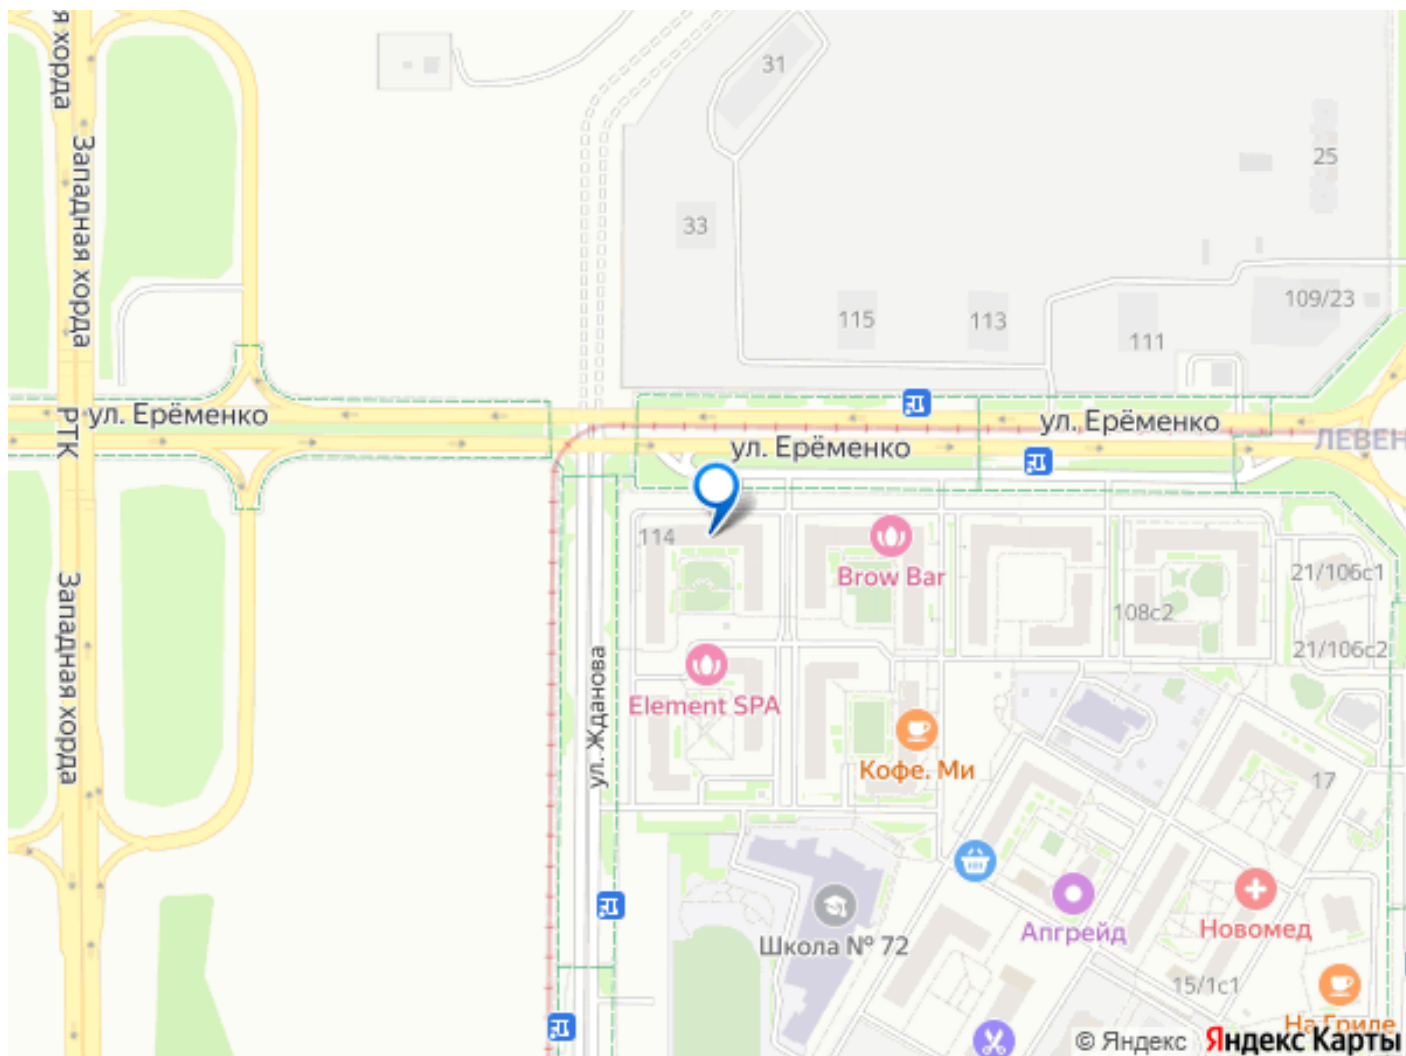 я хорда
Западная хорда
31
25
33
115
113
111
109/23
РТК
ул. Ерёменко
ул. Ерёменко
ул. Ерёменко
ЛЕВЕН
114
Brow Bar
21/106с1
108с2
21/106с2
Западная хорда
ул. Жданова
Element SPA
Кофе. Ми
17
Школа № 72
Апгрейд
Новомед
15/1с1
На Гриле
© Яндекс Яндекс Карты